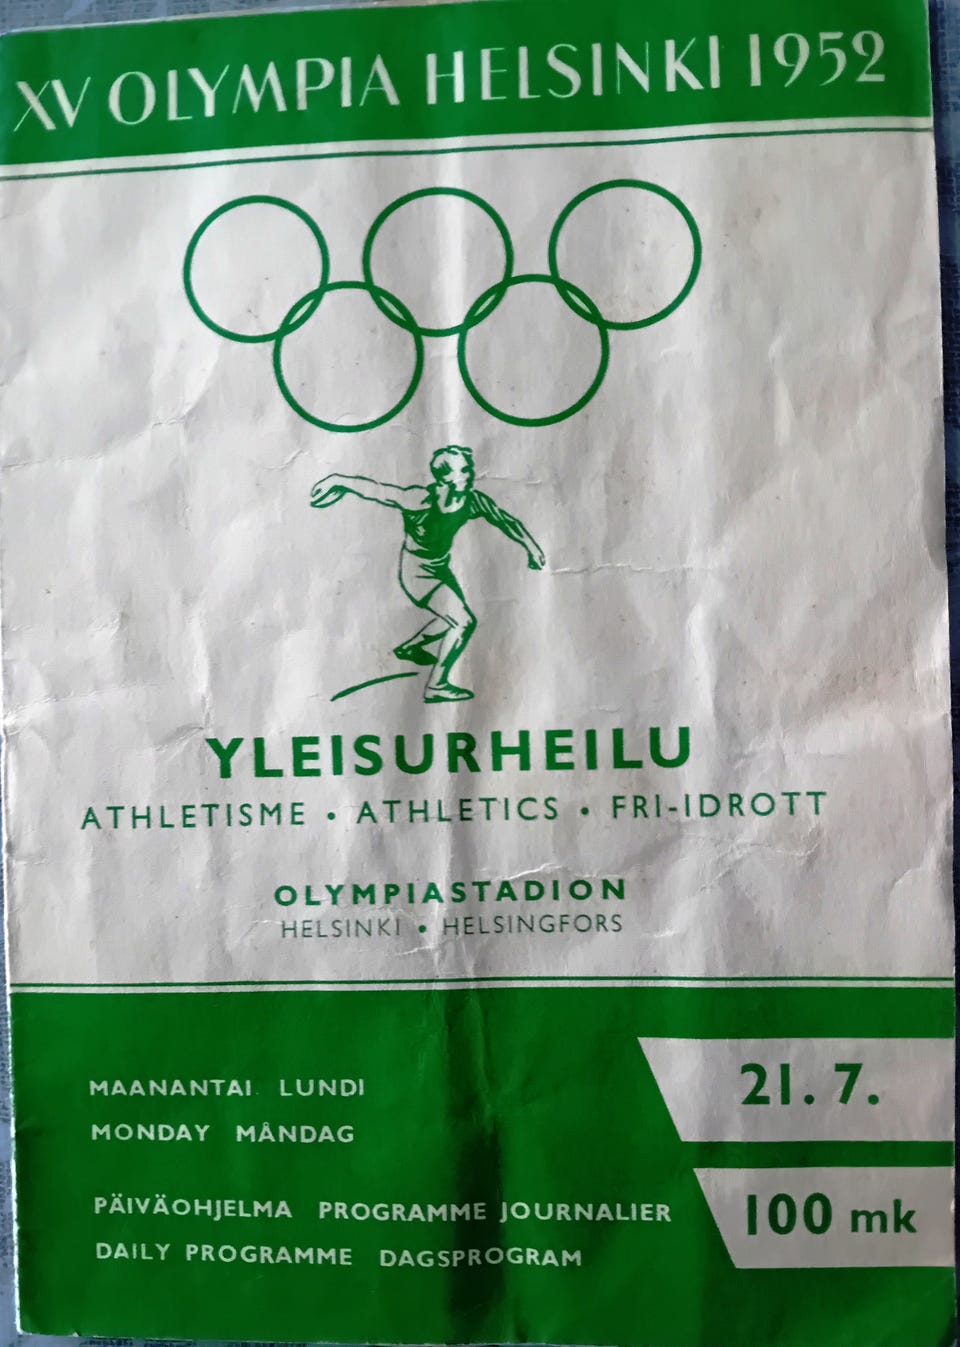 XV OLYMPIA HELSINKI 1952
YLEISURHEILU
ATHLETISME • ATHLETICS • FRI-IDROTT
OLYMPIASTADION
HELSINKI • HELSINGFORS
MAANANTAI LUNDI
MONDAY MÅNDAG
21. 7.
PÄIVÄOHJELMA PROGRAMME JOURNALIER
DAILY PROGRAMME DAGSPROGRAM
100 mk